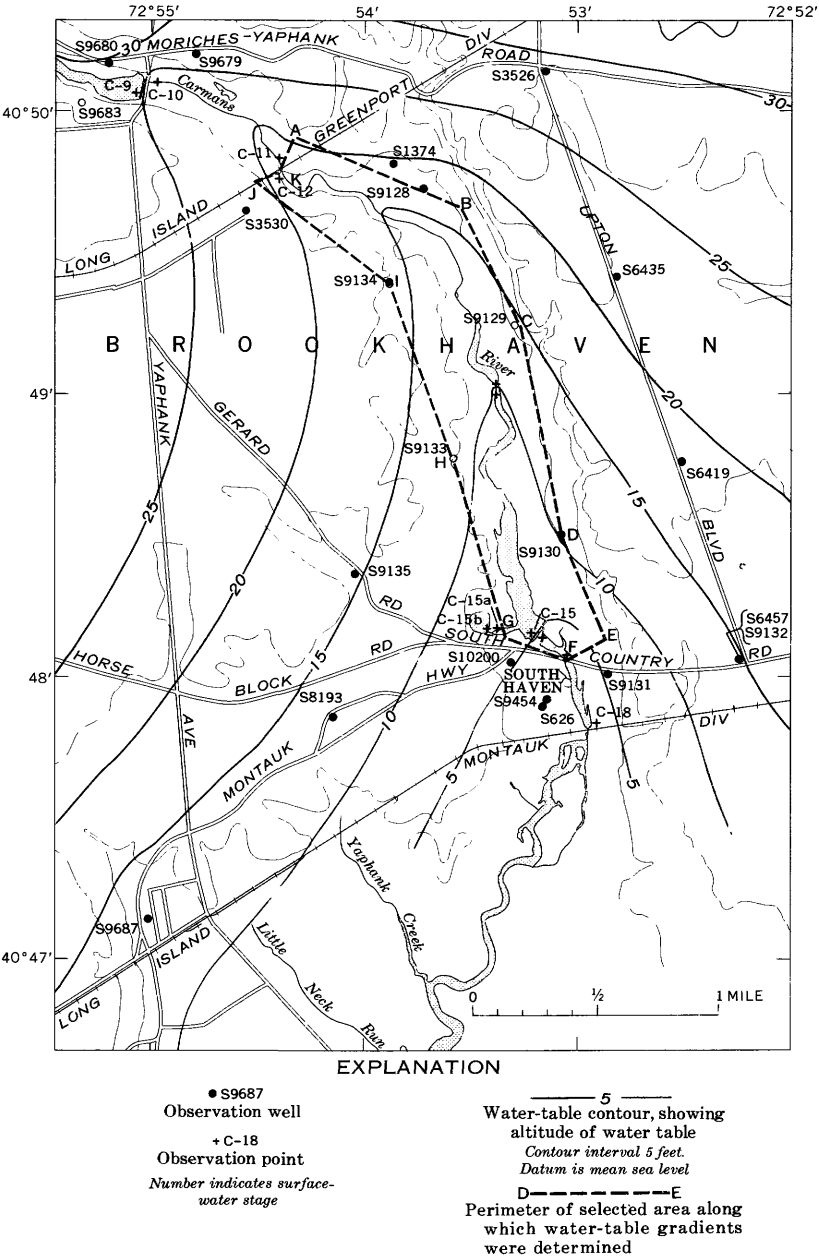 72°55'
54'
53'
72°52'
S9680
30
MORICHES-YAPHANK
S9679
DIV
ROAD
S3526
30
C-9
C-10
Carmans
40°50'
S9683
GREENPORT
A
C-11
S1374
K
C-12
S9128
B
J
S3530
UPTON
ISLAND
LONG
25
S6435
S9134
I
S9129
C
BROOKHAVEN
River
49'
YAPHANK
GERARD
20
S9133
H
S6419
25
15
BLVD
D
S9130
S9135
20
10
C-15a
C-15
C-15b
G
RD
SOUTH
E
S6457
S9132
RD
F
HORSE
15
BLOCK
RD
S10200
COUNTRY
48'
HWY
SOUTH
HAVEN
S9131
S8193
S9454
S626
C-18
AVE
10
DIV
MONTAUK
MONTAUK
5
5
Yaphank
Creek
S9687
Little
Neck
Run
ISLAND
LONG
40°47'
0
½
1 MILE
EXPLANATION
S9687
Observation well
+ C-18
Observation point
Number indicates surface-
water stage
5
Water-table contour, showing
altitude of water table
Contour interval 5 feet.
Datum is mean sea level
D E
Perimeter of selected area along
which water-table gradients
were determined